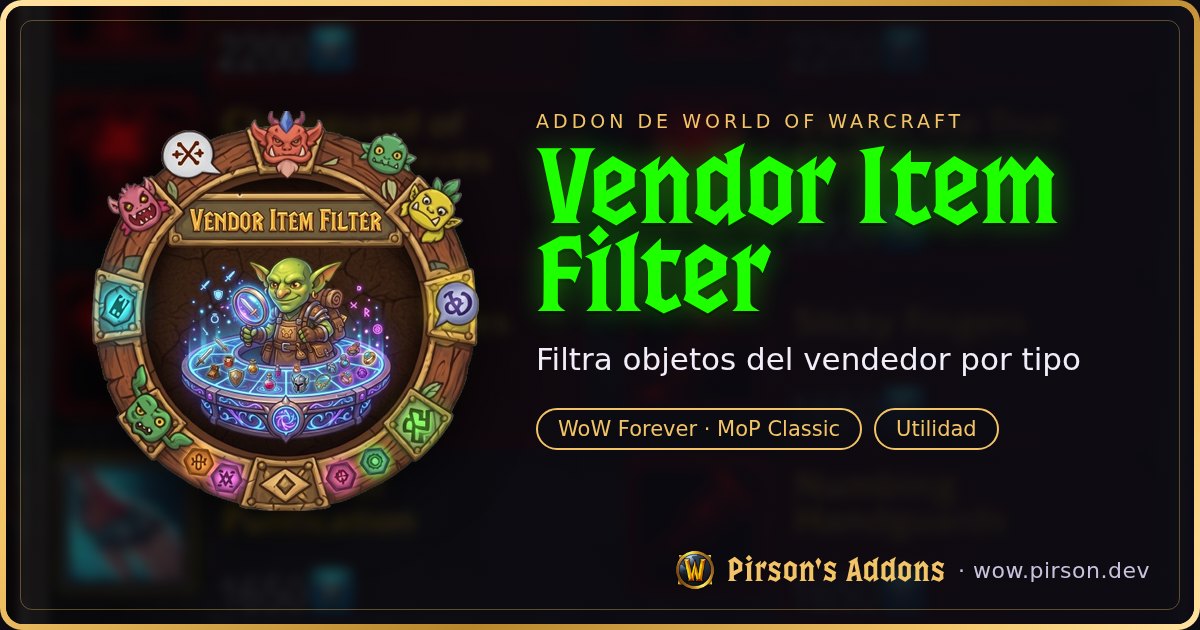 VENDOR ITEM FILTER
ADDON DE WORLD OF WARCRAFT
Vendor Item
Filter
Filtra objetos del vendedor por tipo
WoW Forever · MoP Classic
Utilidad
Pirson's Addons · wow.pirson.dev